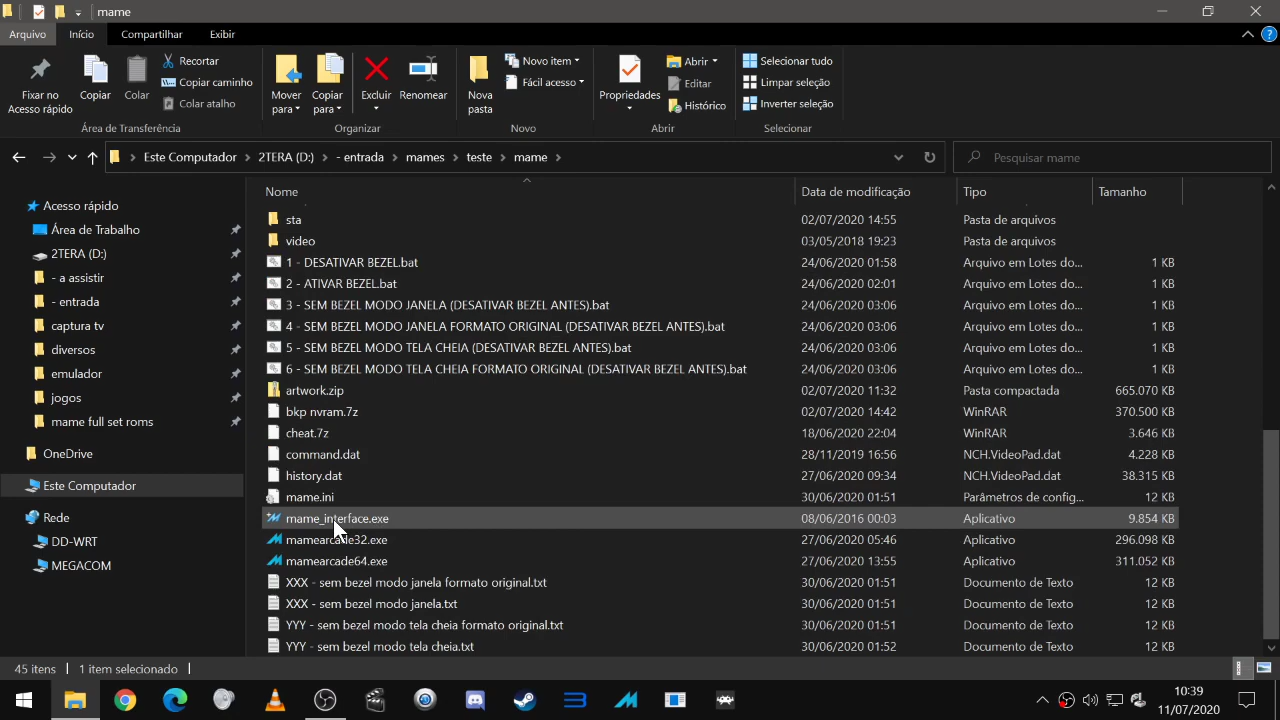 mame
Arquivo
Início
Compartilhar
Exibir
Fixar no Acesso rápido
Copiar
Colar
Recortar
Copiar caminho
Colar atalho
Mover para
Copiar para
Excluir
Renomear
Nova pasta
Novo item
Fácil acesso
Propriedades
Abrir
Editar
Histórico
Selecionar tudo
Limpar seleção
Inverter seleção
Área de Transferência
Organizar
Novo
Abrir
Selecionar
Este Computador
2TERA (D:)
- entrada
mames
teste
mame
Pesquisar mame
Acesso rápido
Área de Trabalho
2TERA (D:)
- a assistir
- entrada
captura tv
diversos
emulador
jogos
mame full set roms
OneDrive
Este Computador
Rede
DD-WRT
MEGACOM
Nome Data de modificação Tipo Tamanho
sta 02/07/2020 14:55 Pasta de arquivos
video 03/05/2018 19:23 Pasta de arquivos
1 - DESATIVAR BEZEL.bat 24/06/2020 01:58 Arquivo em Lotes do... 1 KB
2 - ATIVAR BEZEL.bat 24/06/2020 02:01 Arquivo em Lotes do... 1 KB
3 - SEM BEZEL MODO JANELA (DESATIVAR BEZEL ANTES).bat 24/06/2020 03:06 Arquivo em Lotes do... 1 KB
4 - SEM BEZEL MODO JANELA FORMATO ORIGINAL (DESATIVAR BEZEL ANTES).bat 24/06/2020 03:06 Arquivo em Lotes do... 1 KB
5 - SEM BEZEL MODO TELA CHEIA (DESATIVAR BEZEL ANTES).bat 24/06/2020 03:06 Arquivo em Lotes do... 1 KB
6 - SEM BEZEL MODO TELA CHEIA FORMATO ORIGINAL (DESATIVAR BEZEL ANTES).bat 24/06/2020 03:06 Arquivo em Lotes do... 1 KB
artwork.zip 02/07/2020 11:32 Pasta compactada 665.070 KB
bkp nvram.7z 02/07/2020 14:42 WinRAR 370.500 KB
cheat.7z 18/06/2020 22:04 WinRAR 3.646 KB
command.dat 28/11/2019 16:56 NCH.VideoPad.dat 4.228 KB
history.dat 27/06/2020 09:34 NCH.VideoPad.dat 38.315 KB
mame.ini 30/06/2020 01:51 Parâmetros de config... 12 KB
mame_interface.exe 08/06/2016 00:03 Aplicativo 9.854 KB
mamearcade32.exe 27/06/2020 05:46 Aplicativo 296.098 KB
mamearcade64.exe 27/06/2020 13:55 Aplicativo 311.052 KB
XXX - sem bezel modo janela formato original.txt 30/06/2020 01:51 Documento de Texto 12 KB
XXX - sem bezel modo janela.txt 30/06/2020 01:51 Documento de Texto 12 KB
YYY - sem bezel modo tela cheia formato original.txt 30/06/2020 01:51 Documento de Texto 12 KB
YYY - sem bezel modo tela cheia.txt 30/06/2020 01:52 Documento de Texto 12 KB
45 itens
1 item selecionado
10:39
11/07/2020